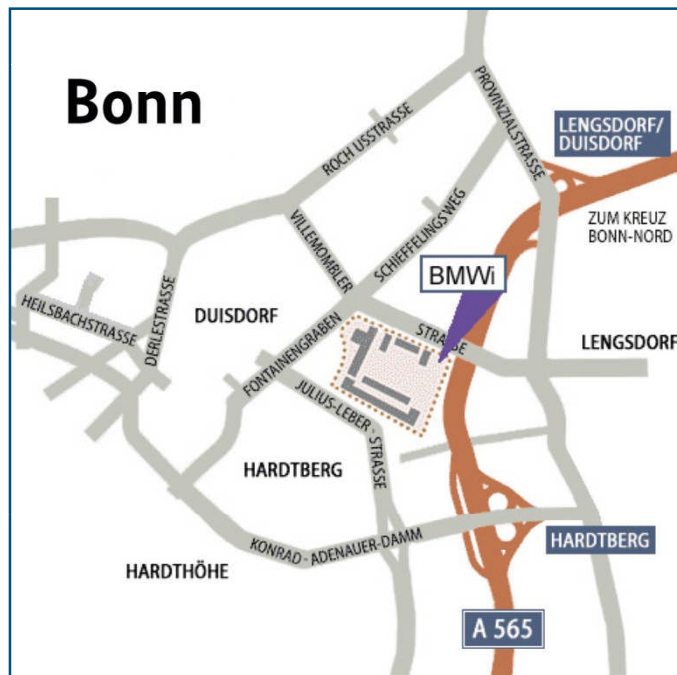 Bonn
PROVINZIALSTRASSE
LENGSDORF/
DUISDORF
ROCH USSTRASSE
ZUM KREUZ
BONN-NORD
VILLEMOMBLER
SCHIEFFELINGSWEG
BMWi
HEILSBACHSTRASSE
DERLESTRASSE
DUISDORF
STRASSE
LENGSDORF
FONTAINENGRABEN
JULIUS-LEBER-
STRASSE
HARDTBERG
KONRAD-ADENAUER-DAMM
HARDTBERG
HARDTHÖHE
A 565